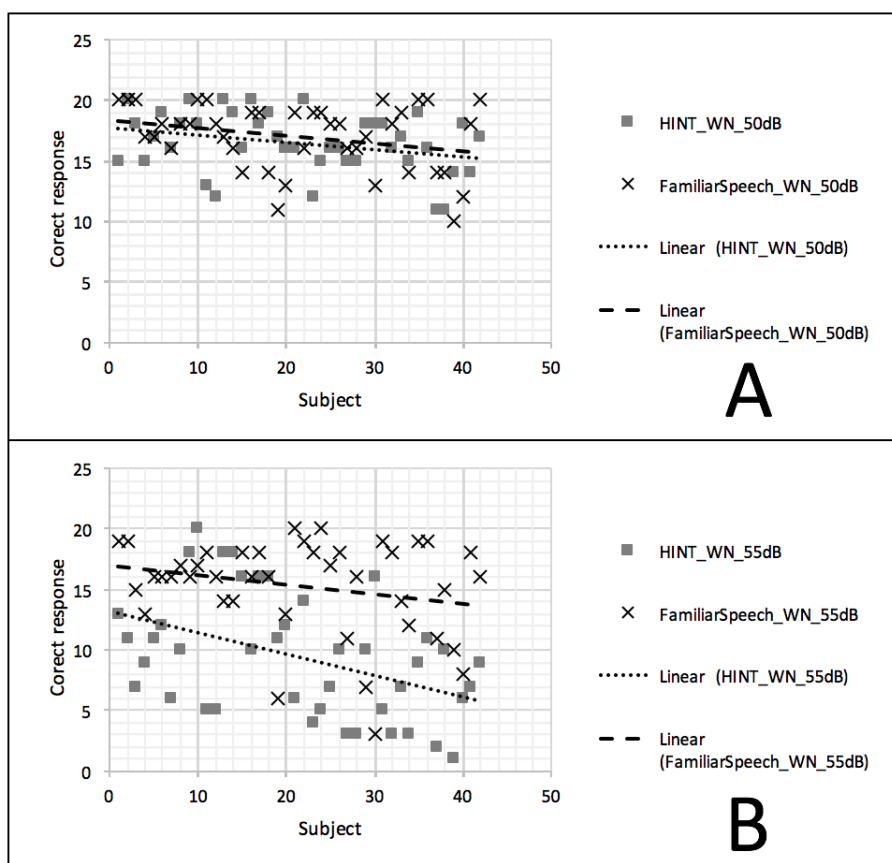 25
20
15
10
5
0
Corect response
0 10 20 30 40 50
Subject
HINT_WN_50dB
FamiliarSpeech_WN_50dB
Linear (HINT_WN_50dB)
Linear
(FamiliarSpeech_WN_50dB)
A
25
20
15
10
5
0
Corect response
0 10 20 30 40 50
Subject
HINT_WN_55dB
FamiliarSpeech_WN_55dB
Linear (HINT_WN_55dB)
Linear
(FamiliarSpeech_WN_55dB)
B